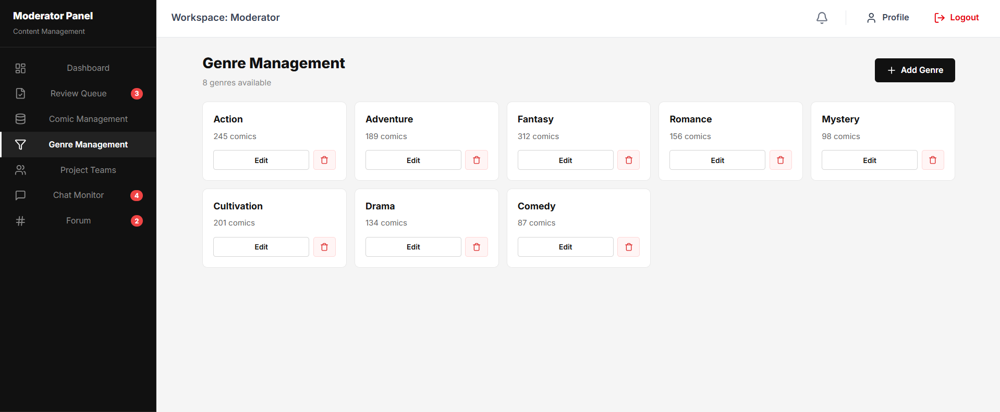 Moderator Panel
Content Management
Dashboard
Review Queue 3
Comic Management
Genre Management
Project Teams
Chat Monitor 4
Forum 2
Workspace: Moderator
Profile
Logout
Genre Management
8 genres available
Add Genre
Action
245 comics
Edit
Adventure
189 comics
Edit
Fantasy
312 comics
Edit
Romance
156 comics
Edit
Mystery
98 comics
Edit
Cultivation
201 comics
Edit
Drama
134 comics
Edit
Comedy
87 comics
Edit